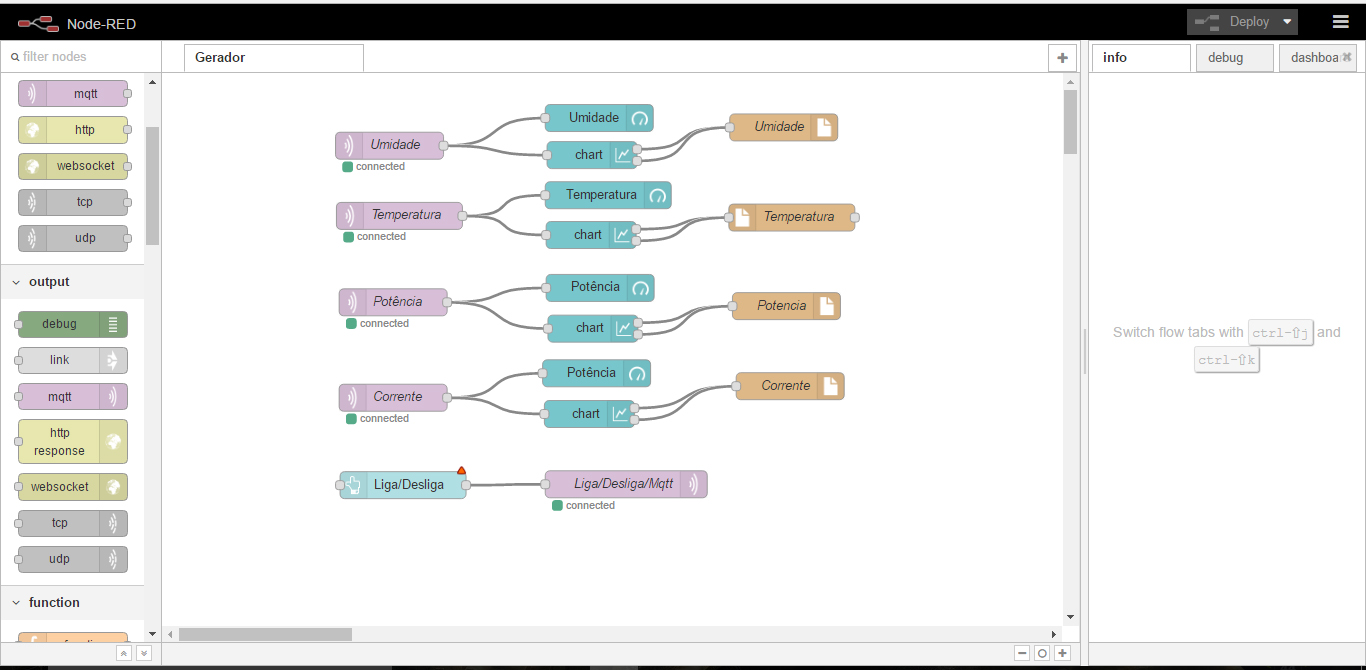 Node-RED
Deploy
filter nodes
mqtt
http
websocket
tcp
udp
output
debug
link
mqtt
http
response
websocket
tcp
udp
function
Gerador
Umidade
connected
Umidade
chart
Umidade
Temperatura
connected
Temperatura
chart
Temperatura
Potência
connected
Potência
chart
Potencia
Corrente
connected
Potência
chart
Corrente
Liga/Desliga
Liga/Desliga/Mqtt
connected
info
debug
dashboa
Switch flow tabs with ctrl-⇧j and
ctrl-⇧k